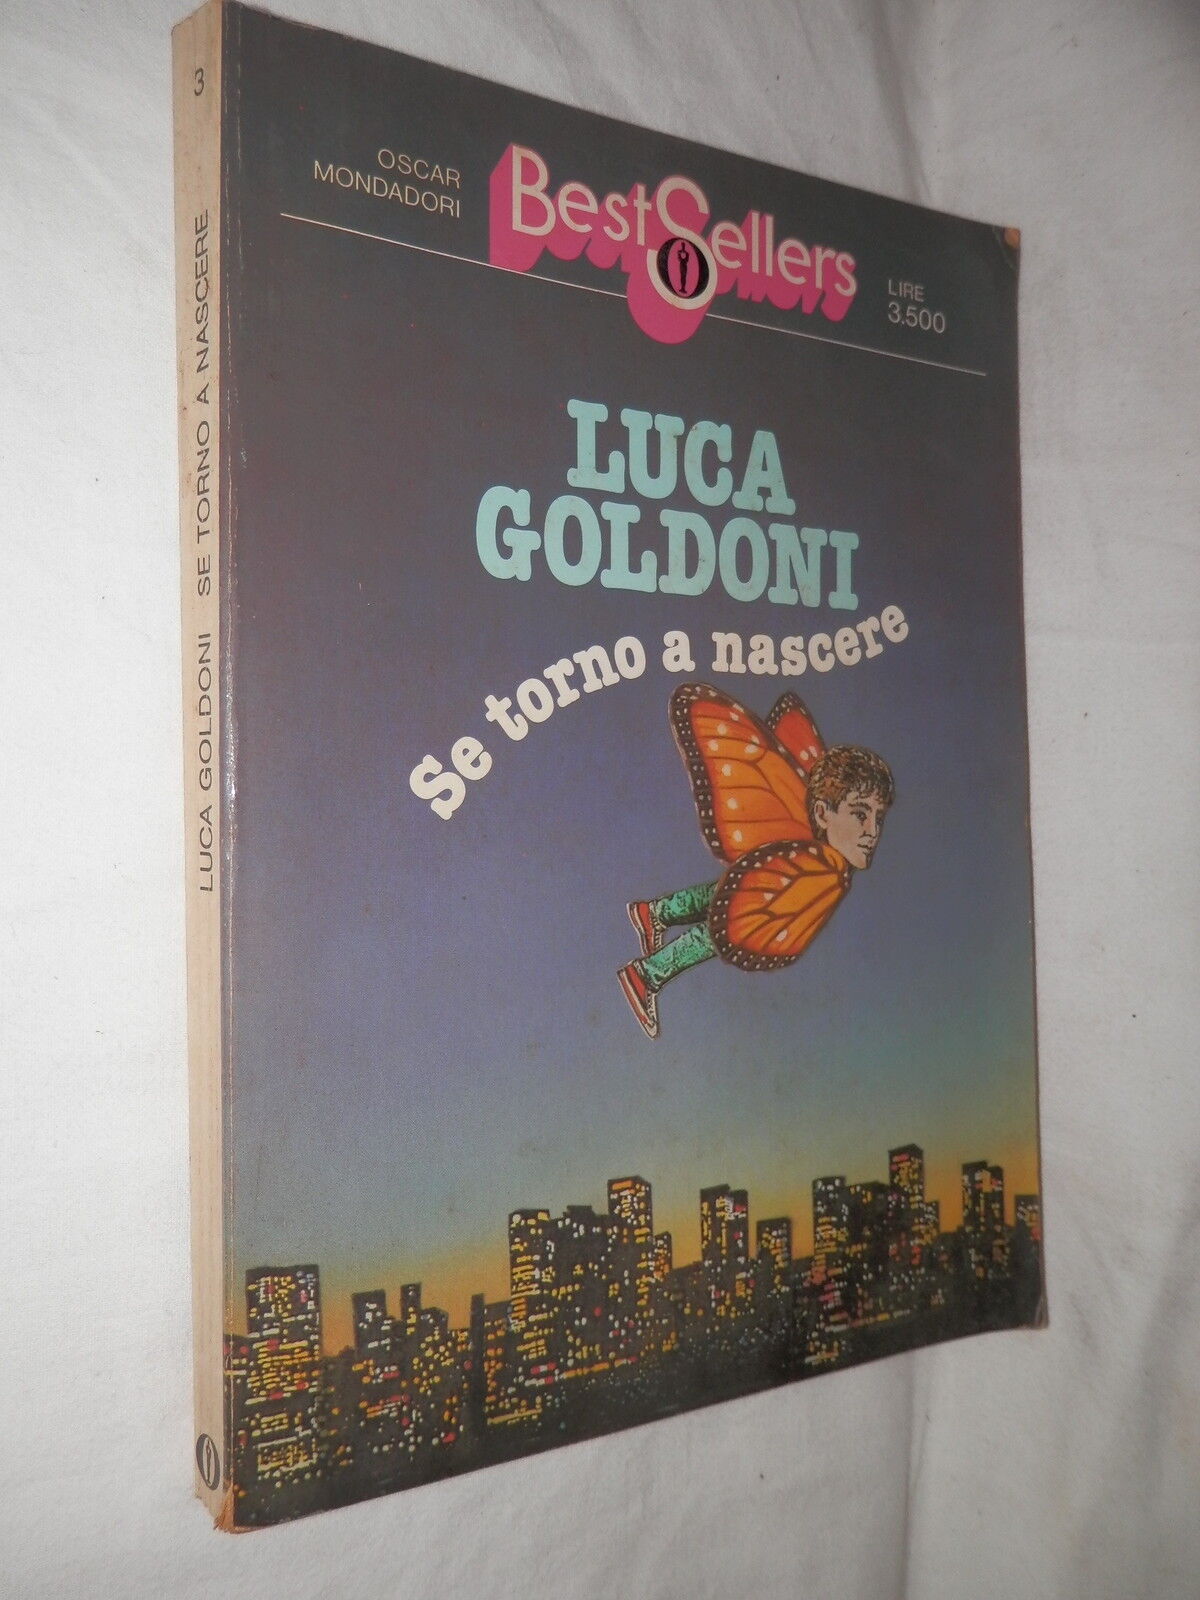 OSCAR
MONDADORI
BestSellers
LIRE
3.500
LUCA
GOLDONI
Se torno a nascere
LUCA GOLDONI SE TORNO A NASCERE 3